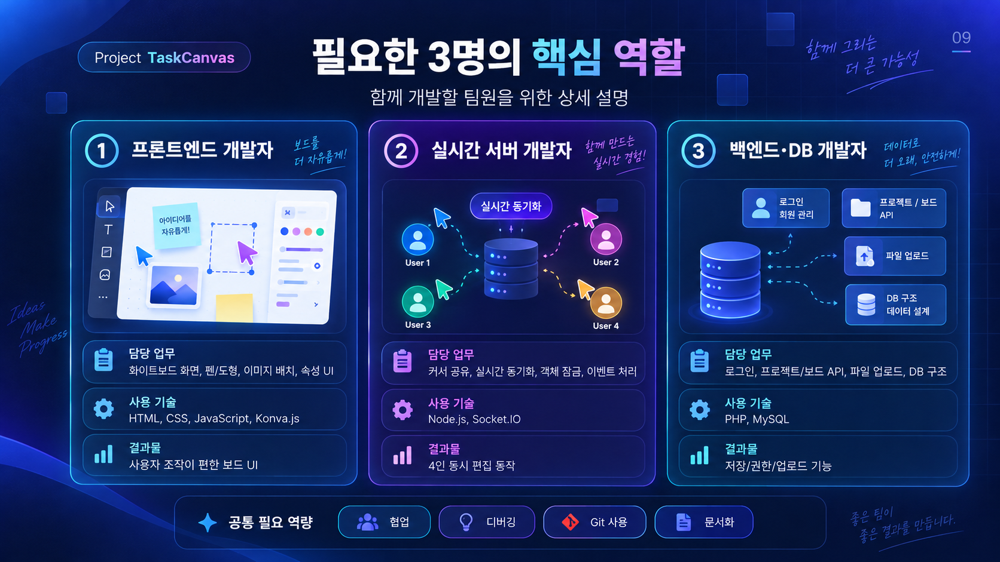 Project TaskCanvas
필요한 3명의 핵심 역할
함께 개발할 팀원을 위한 상세 설명
함께 그리는
더 큰 가능성
09
1 프론트엔드 개발자
보드를
더 자유롭게!
아이디어를
자유롭게!
T
담당 업무
화이트보드 화면, 펜/도형, 이미지 배치, 속성 UI
사용 기술
HTML, CSS, JavaScript, Konva.js
결과물
사용자 조작이 편한 보드 UI
2 실시간 서버 개발자
함께 만드는
실시간 경험!
실시간 동기화
User 1
User 2
User 3
User 4
담당 업무
커서 공유, 실시간 동기화, 객체 잠금, 이벤트 처리
사용 기술
Node.js, Socket.IO
결과물
4인 동시 편집 동작
3 백엔드·DB 개발자
데이터로
더 오래, 안전하게!
로그인
회원 관리
프로젝트 / 보드
API
파일 업로드
DB 구조
데이터 설계
담당 업무
로그인, 프로젝트/보드 API, 파일 업로드, DB 구조
사용 기술
PHP, MySQL
결과물
저장/권한/업로드 기능
Ideas
Make
Progress
공통 필요 역량
협업
디버깅
Git 사용
문서화
좋은 팀이
좋은 결과를 만듭니다.